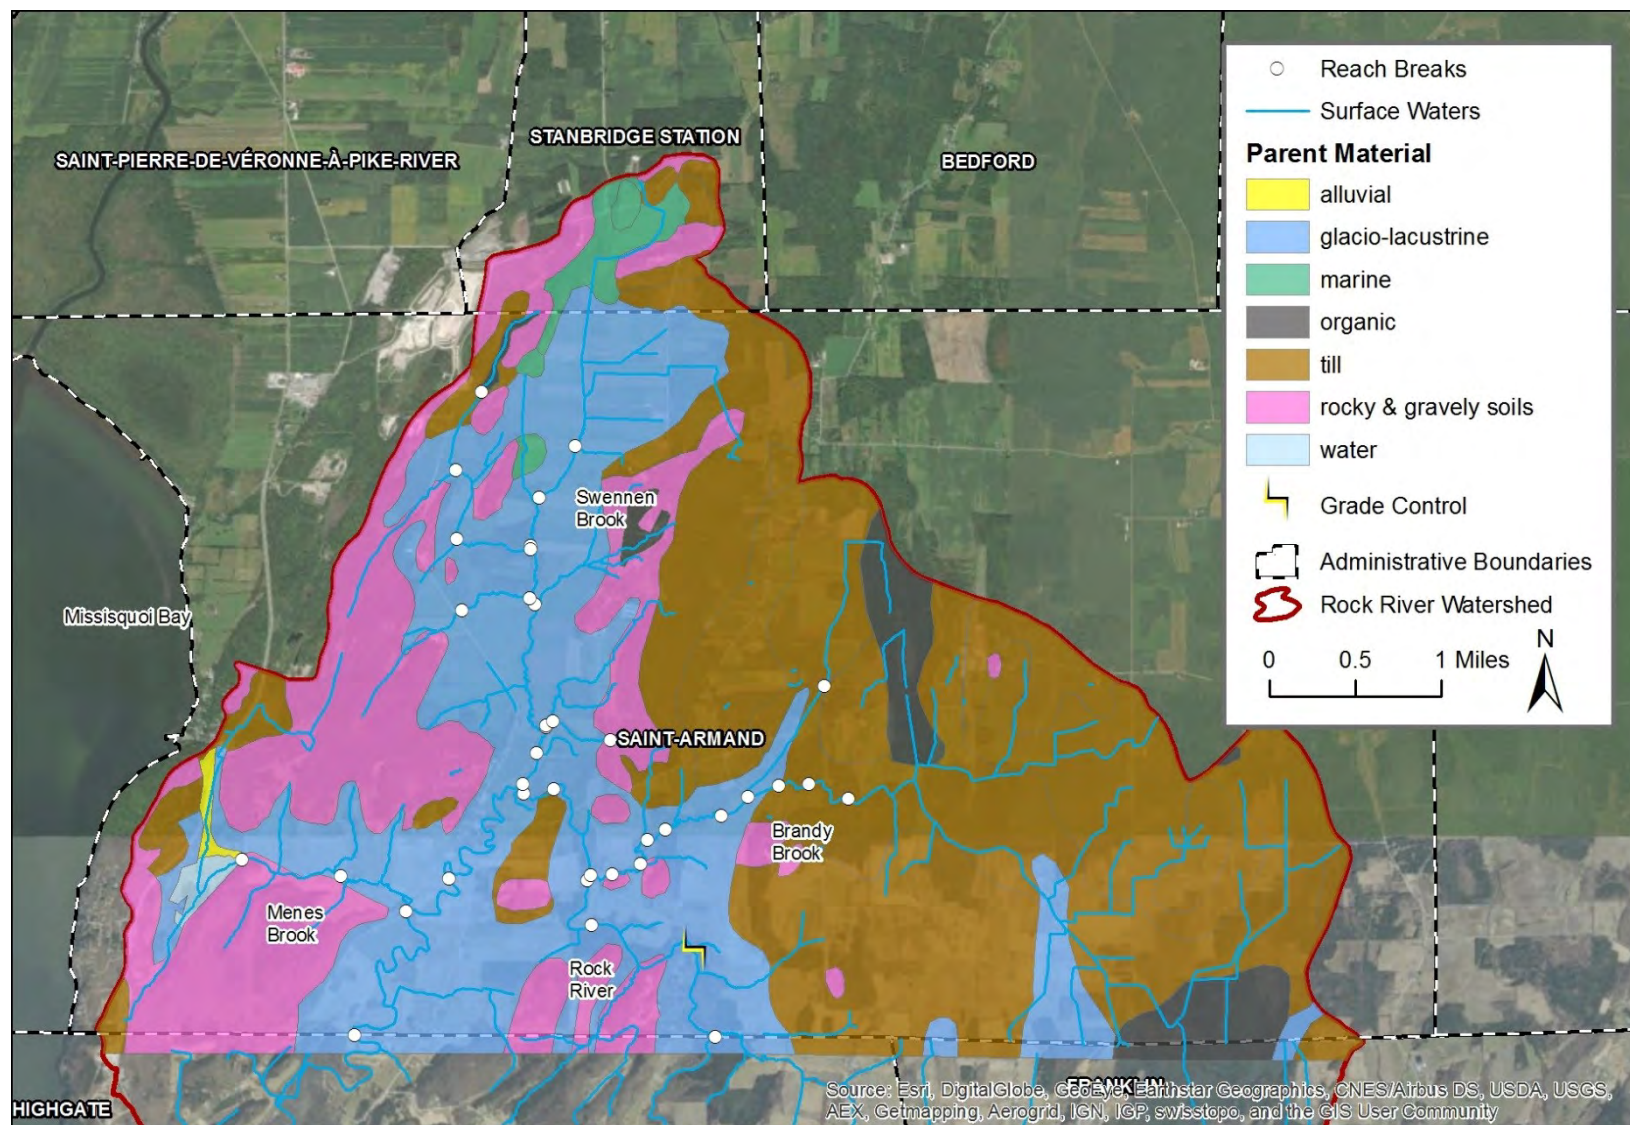 STANBRIDGE STATION
SAINT-PIERRE-DE-VÉRONNE-À-PIKE-RIVER
BEDFORD
Reach Breaks
Surface Waters
Parent Material
alluvial
glacio-lacustrine
marine
organic
till
rocky & gravely soils
water
Grade Control
Administrative Boundaries
Rock River Watershed
0 0.5 1 Miles
N
Swennen
Brook
Missisquoi Bay
SAINT-ARMAND
Brandy
Brook
Menes
Brook
Rock
River
FRANKLIN
HIGHGATE
Source: Esri, DigitalGlobe, GeoEye, Earthstar Geographics, CNES/Airbus DS, USDA, USGS,
AEX, Getmapping, Aerogrid, IGN, IGP, swisstopo, and the GIS User Community